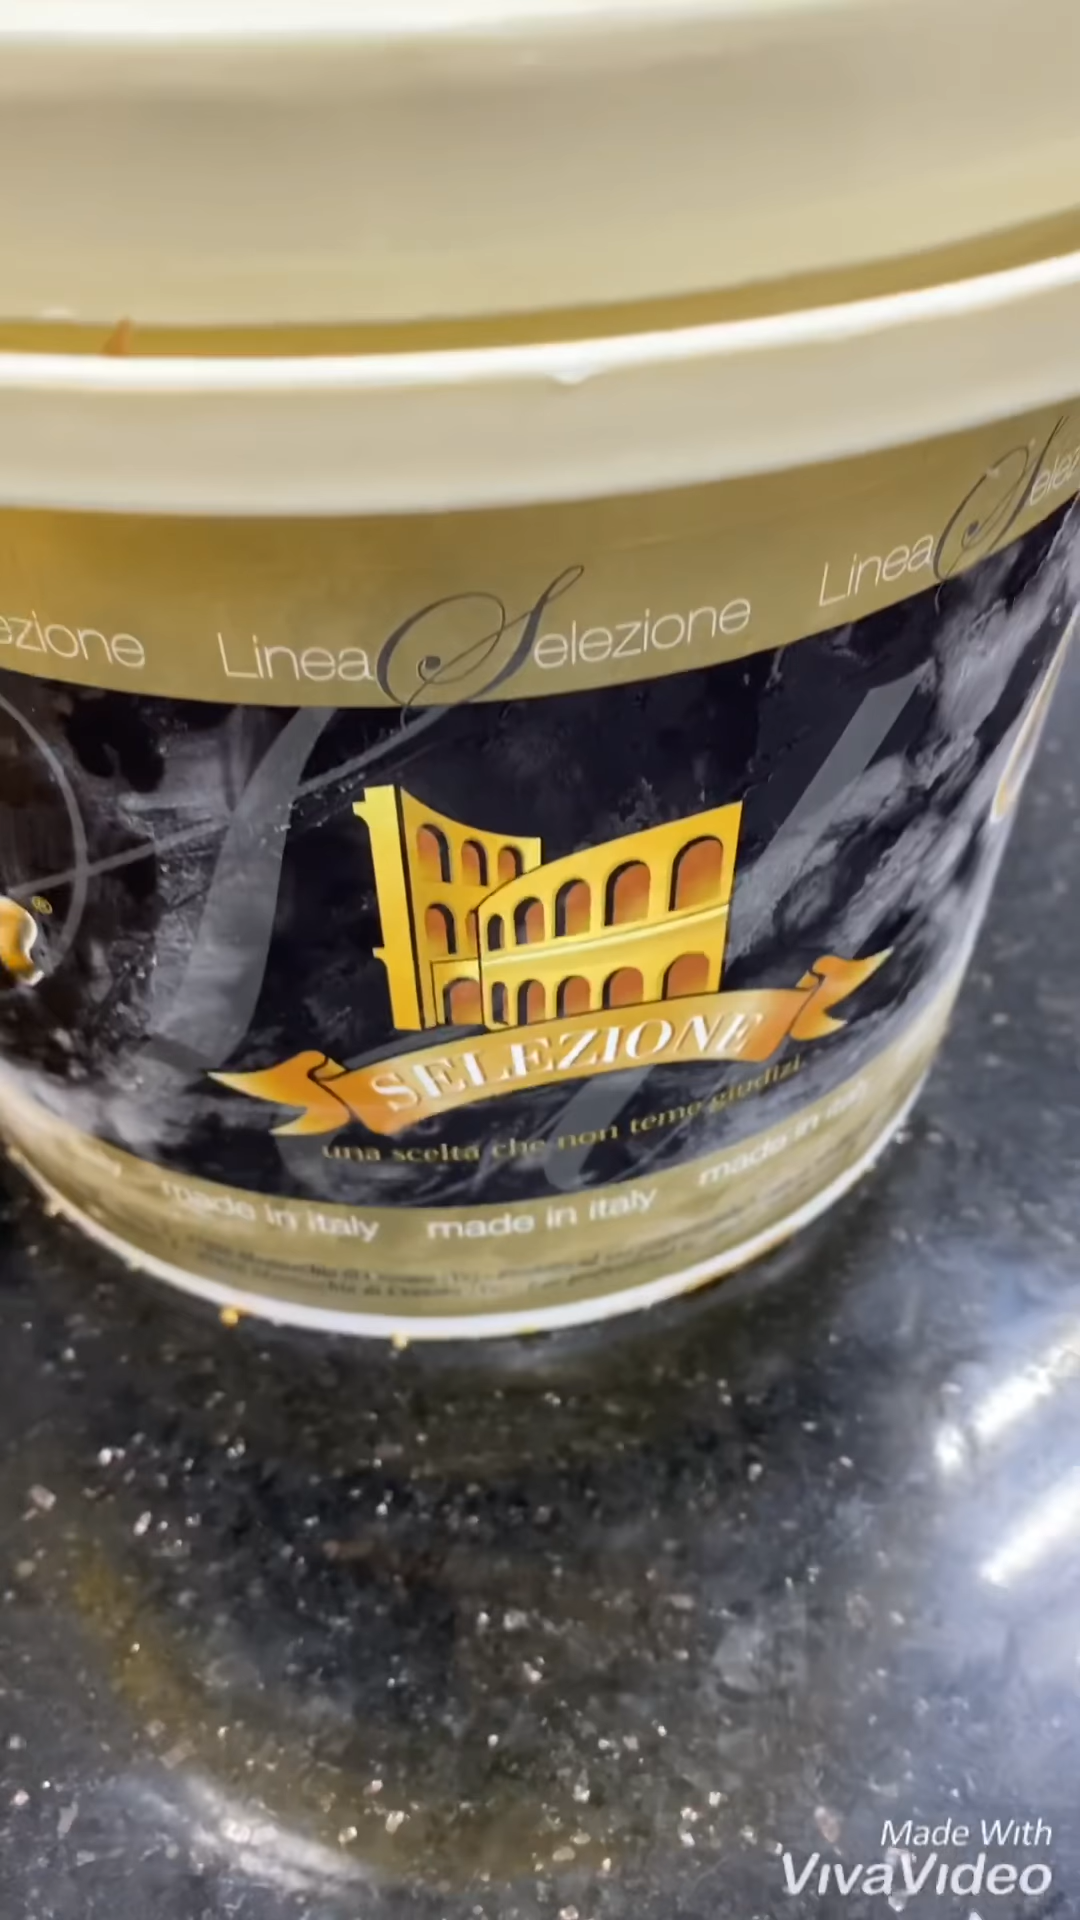 ezione
Linea Selezione
Linea Selez
®
SELEZIONE
una scelta che non teme giudizi.
made in italy
made in italy
made in italy
Made With
VivaVideo